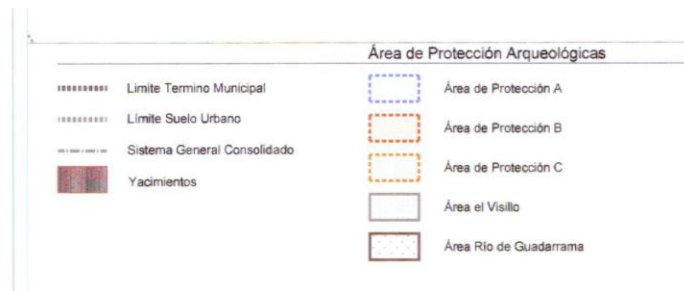 Área de Protección Arqueológicas
Limite Termino Municipal
Límite Suelo Urbano
Sistema General Consolidado
Yacimientos
Área de Protección A
Área de Protección B
Área de Protección C
Área el Visillo
Área Río de Guadarrama